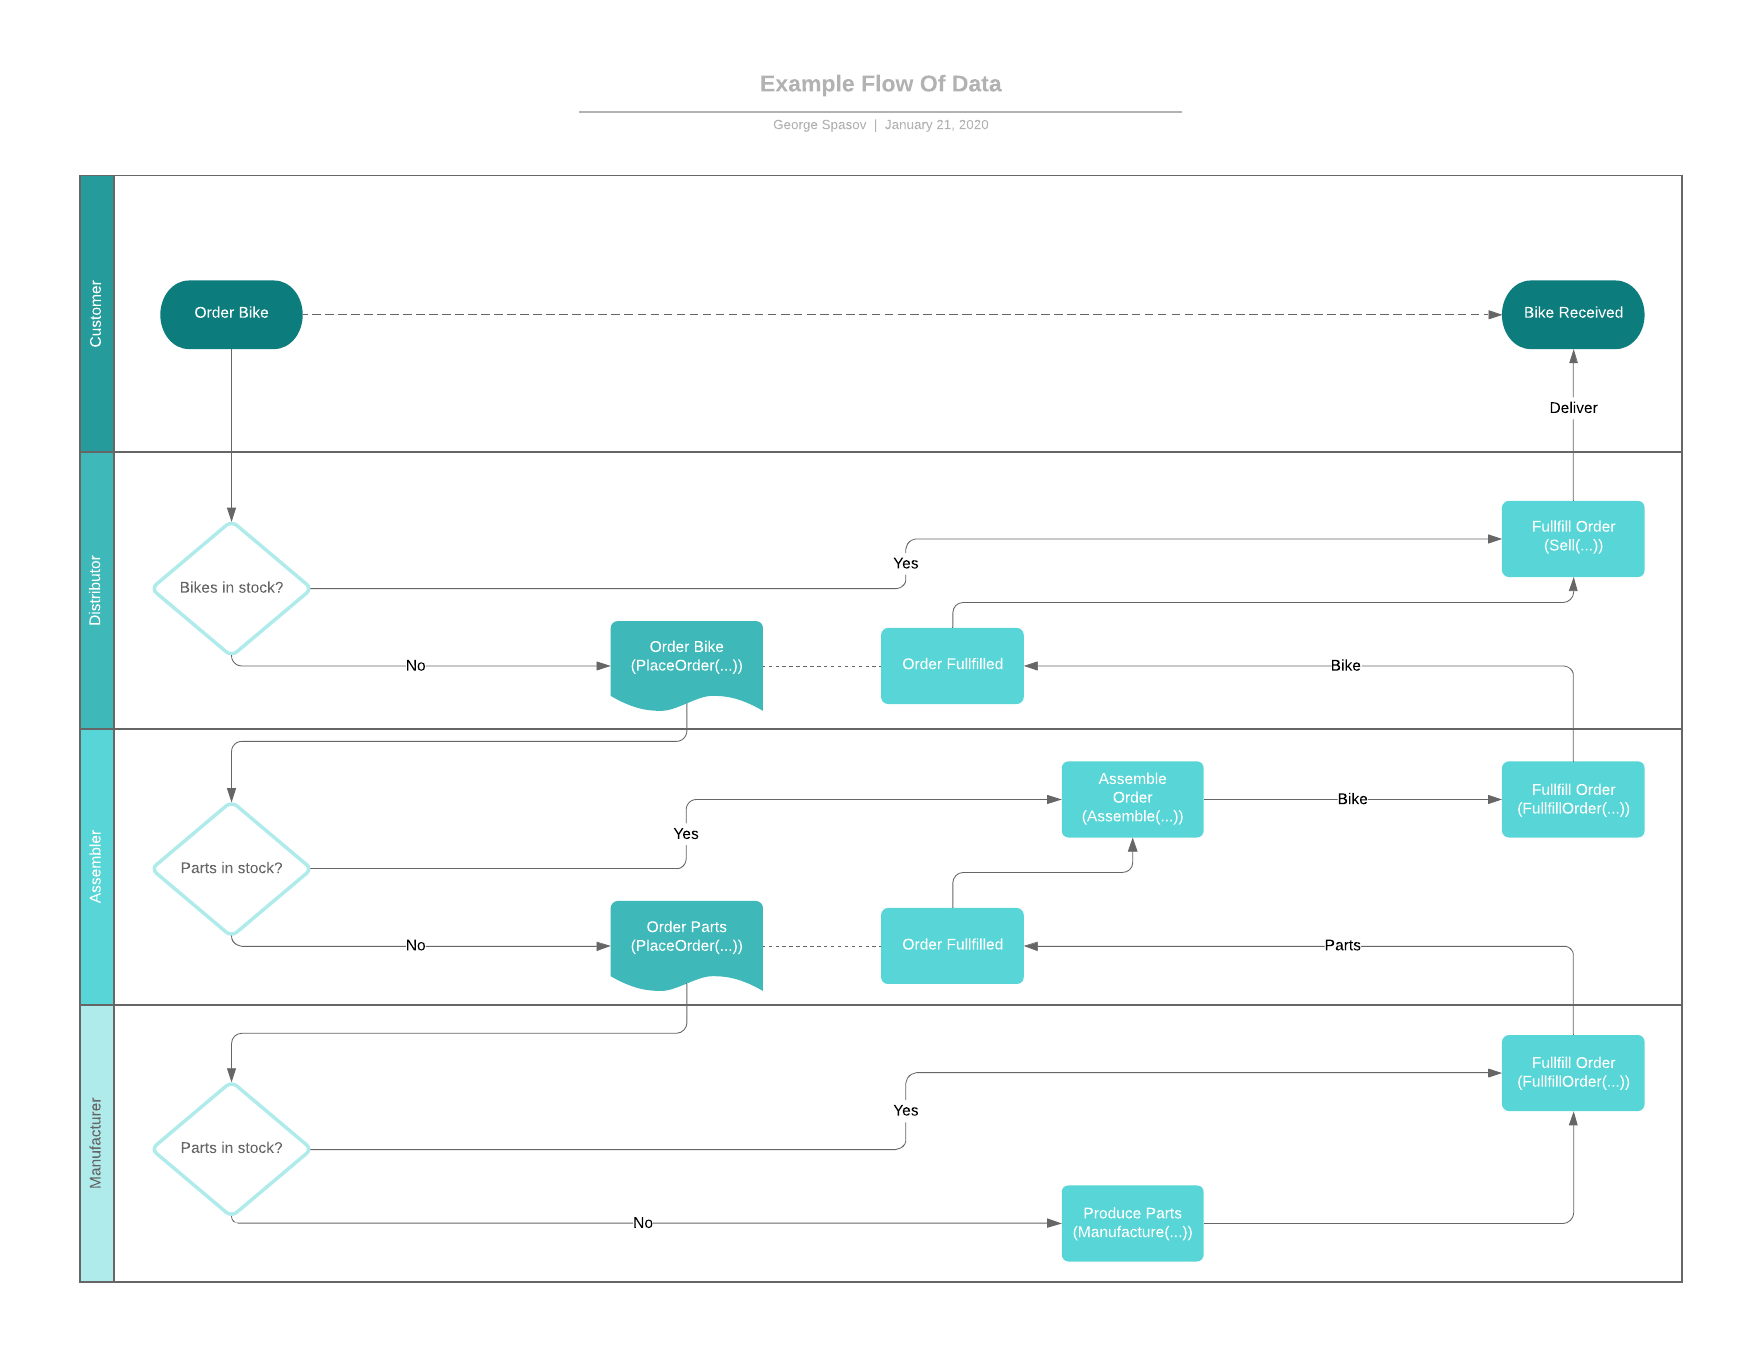 Example Flow Of Data
George Spasov | January 21, 2020
Customer
Order Bike
Bike Received
Deliver
Distributor
Bikes in stock?
Yes
Fullfill Order
(Sell(...))
No
Order Bike
(PlaceOrder(...))
Order Fullfilled
Bike
Assembler
Parts in stock?
Yes
Assemble
Order
(Assemble(...))
Bike
Fullfill Order
(FullfillOrder(...))
No
Order Parts
(PlaceOrder(...))
Order Fullfilled
Parts
Manufacturer
Parts in stock?
Yes
Fullfill Order
(FullfillOrder(...))
No
Produce Parts
(Manufacture(...))